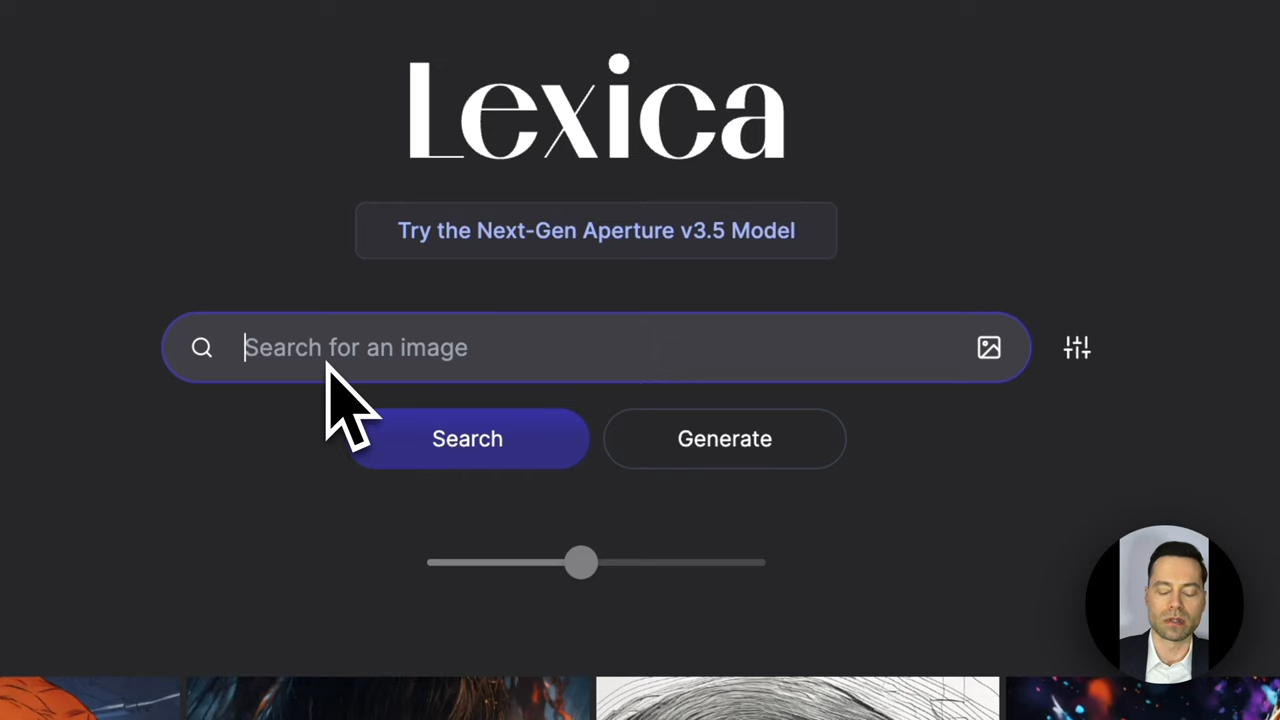 Lexica
Try the Next-Gen Aperture v3.5 Model
Search for an image
Search
Generate